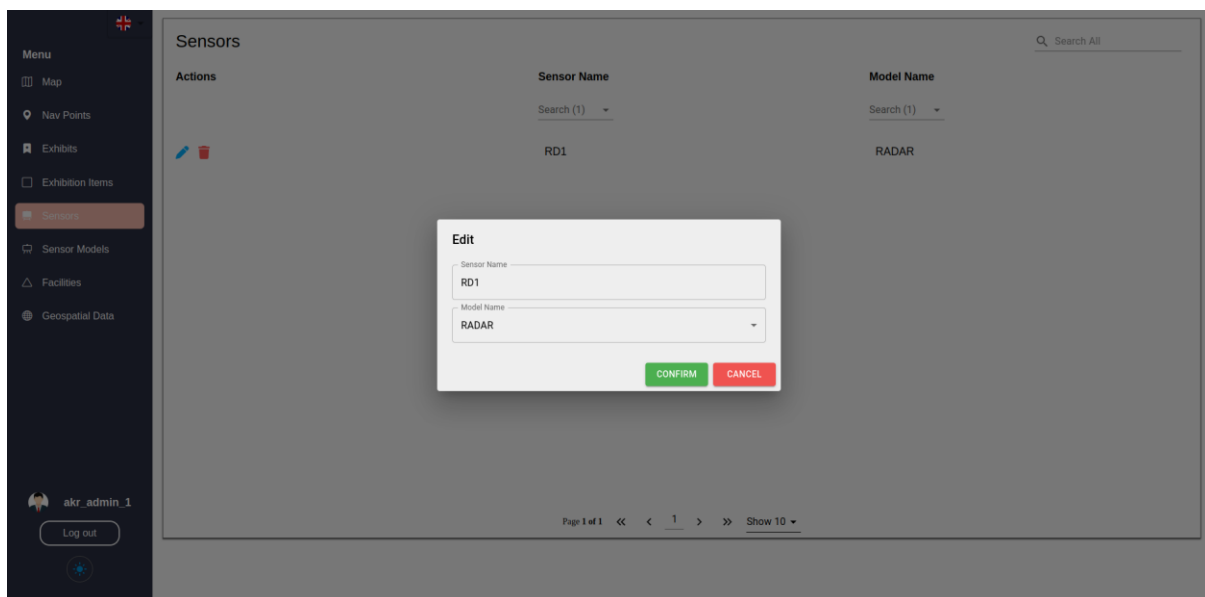 Menu
Map
Nav Points
Exhibits
Exhibition Items
Sensors
Sensor Models
Facilities
Geospatial Data
akr_admin_1
Log out
Sensors
Search All
Actions Sensor Name Model Name
Search (1) Search (1)
RD1 RADAR
Edit
Sensor Name
RD1
Model Name
RADAR
CONFIRM CANCEL
Page 1 of 1 1 Show 10